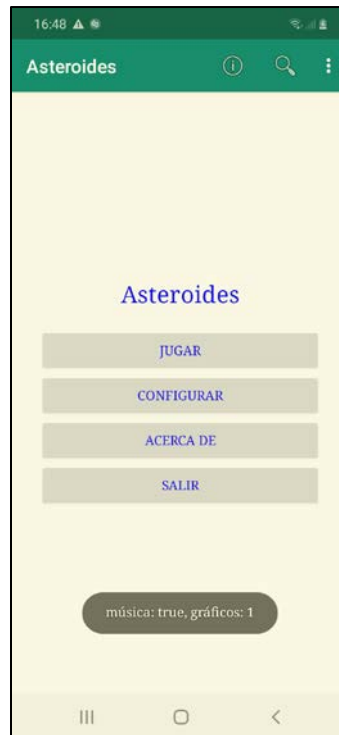 16:48
Asteroides
Asteroides
JUGAR
CONFIGURAR
ACERCA DE
SALIR
música: true, gráficos: 1